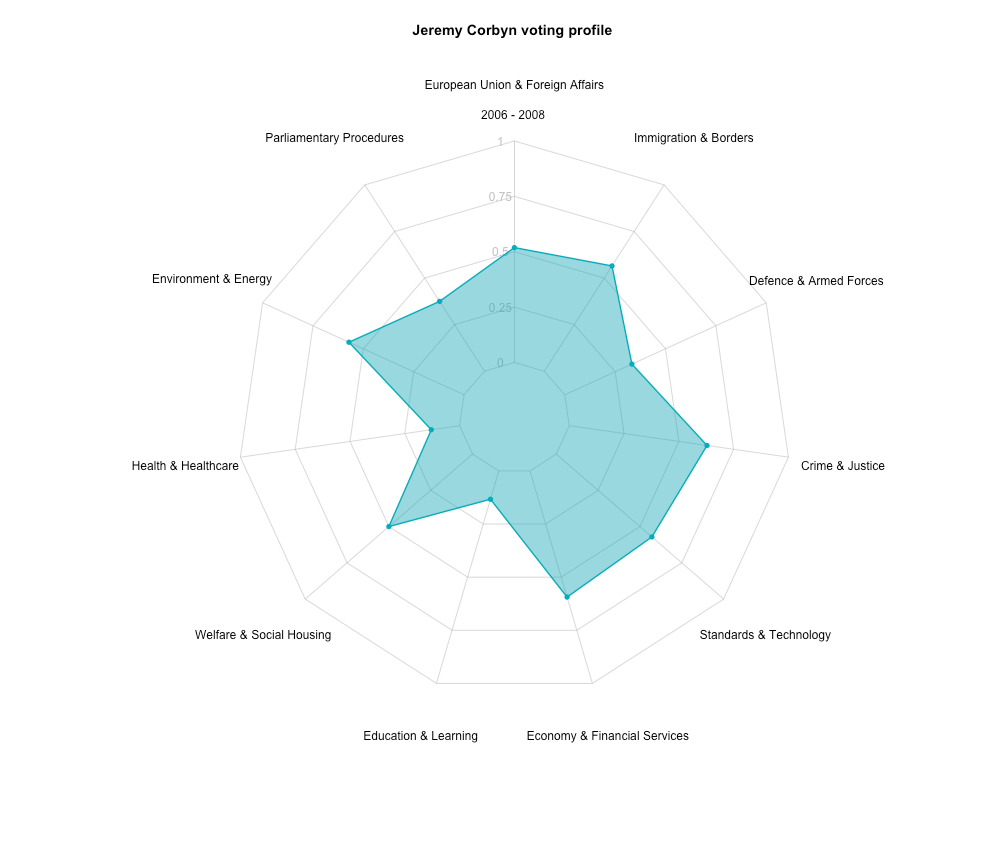 Jeremy Corbyn voting profile
European Union & Foreign Affairs
2006 - 2008
Parliamentary Procedures
Immigration & Borders
1
0.75
0.5
0.25
0
Environment & Energy
Defence & Armed Forces
Health & Healthcare
Crime & Justice
Welfare & Social Housing
Standards & Technology
Education & Learning
Economy & Financial Services